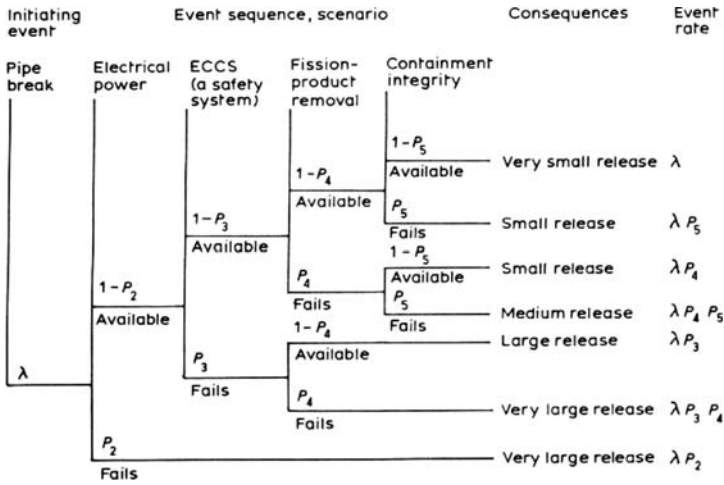 Initiating event
Event sequence, scenario
Consequences
Event rate
Pipe break
Electrical power
ECCS (a safety system)
Fission-product removal
Containment integrity
1-P5
Available
Very small release λ
1-P4
Available
P5
Fails
Small release λP5
1-P3
Available
1-P5
Available
Small release λP4
P4
Fails
P5
Fails
Medium release λP4 P5
1-P2
Available
1-P4
Available
Large release λP3
P3
Fails
λ
P4
Fails
Very large release λP3 P4
P2
Fails
Very large release λP2